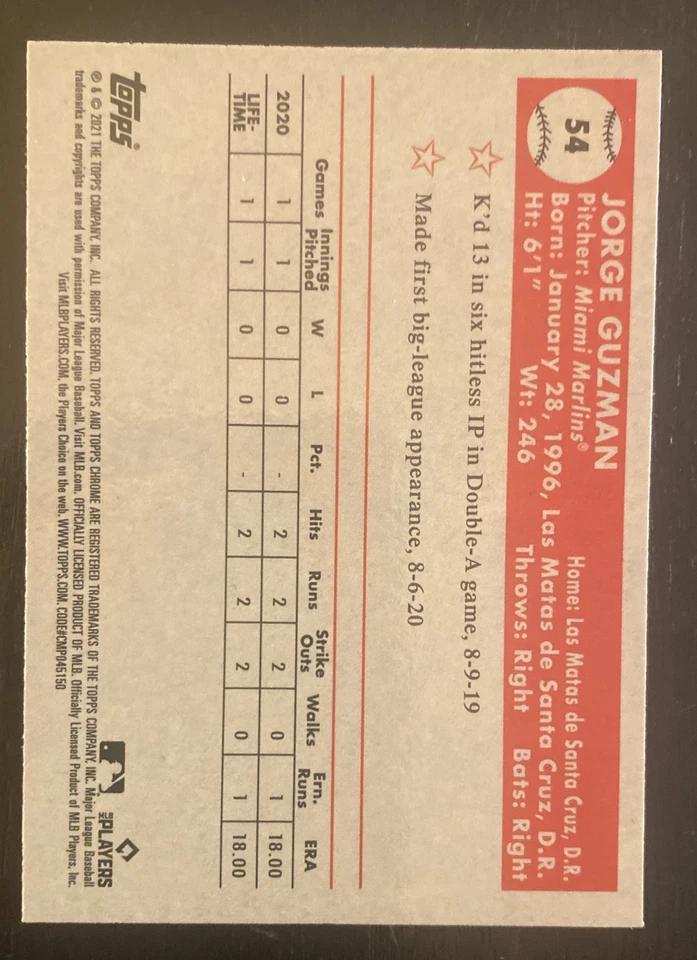 54
JORGE GUZMAN
Pitcher: Miami Marlins® Home: Las Matas de Santa Cruz, D.R.
Born: January 28, 1996, Las Matas de Santa Cruz, D.R.
Ht: 6'1" Wt: 246 Throws: Right Bats: Right
K'd 13 in six hitless IP in Double-A game, 8-9-19
Made first big-league appearance, 8-6-20
Games Innings Pitched W L Pct. Hits Runs Strike Outs Walks Ern. Runs ERA
2020 1 1 0 0 - 2 2 2 0 1 18.00
LIFE-TIME 1 1 0 0 - 2 2 2 0 1 18.00
topps®
MLB PLAYERS
® & © 2021 THE TOPPS COMPANY, INC. ALL RIGHTS RESERVED. TOPPS AND TOPPS CHROME ARE REGISTERED TRADEMARKS OF THE TOPPS COMPANY, INC. Major League Baseball
trademarks and copyrights are used with permission of Major League Baseball. Visit MLB.com. OFFICIALLY LICENSED PRODUCT OF MLB. Officially Licensed Product of MLB Players, Inc.
Visit MLBPLAYERS.COM, the Players Choice on the web. WWW.TOPPS.COM. CODE#CMP045150